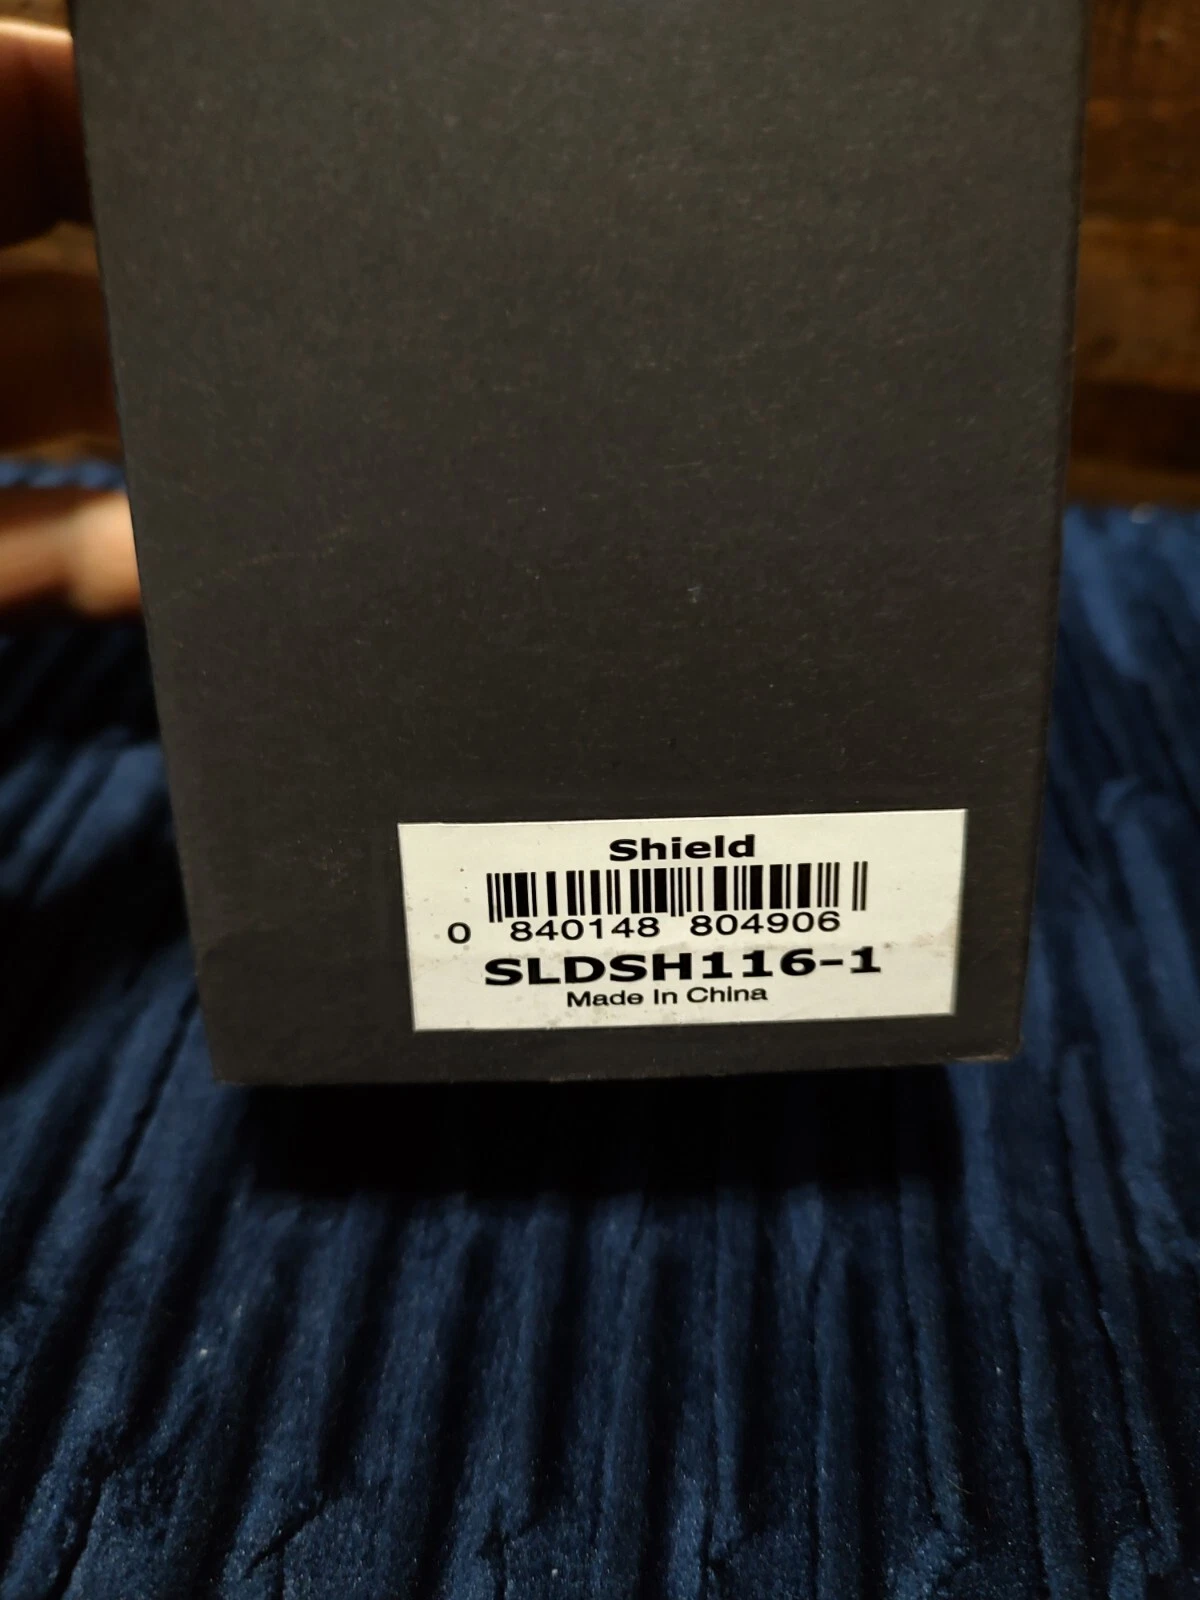 Shield
0 840148 804906
SLDSH116-1
Made In China